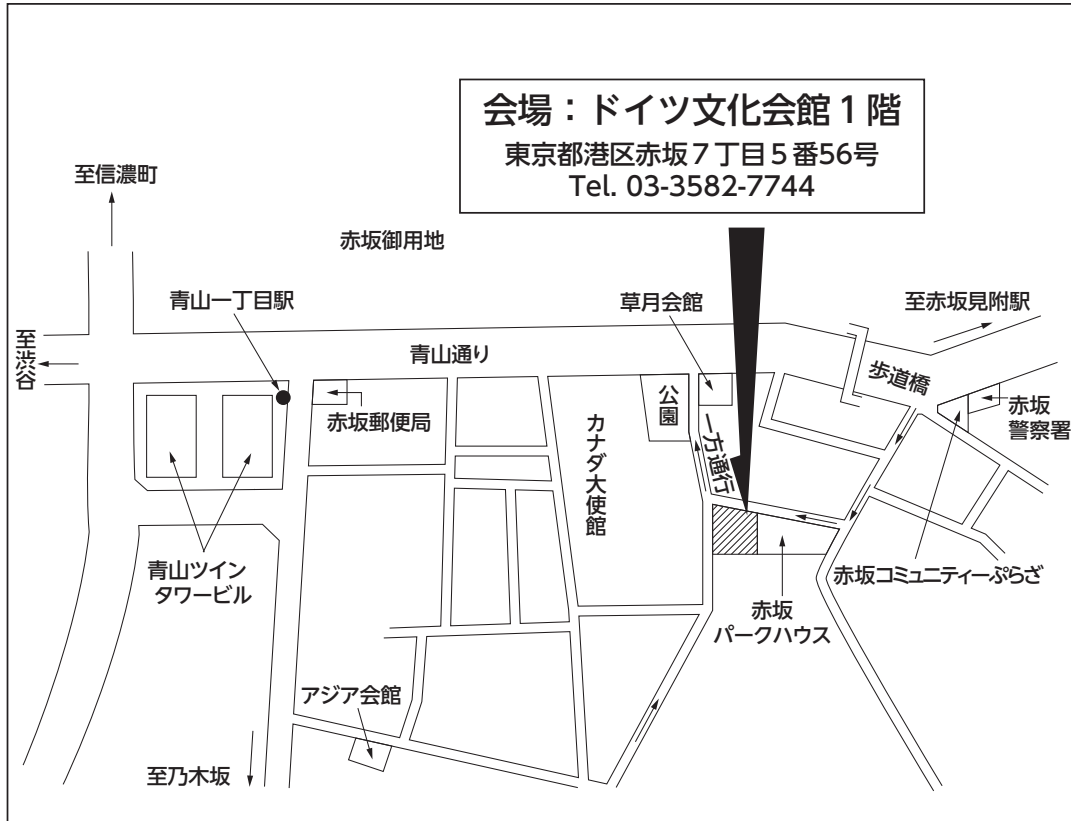 会場：ドイツ文化会館１階
東京都港区赤坂７丁目５番56号
Tel. 03-3582-7744
至信濃町
赤坂御用地
青山一丁目駅
草月会館
至赤坂見附駅
至渋谷
青山通り
歩道橋
赤坂郵便局
公園
赤坂
警察署
カナダ大使館
一方通行
青山ツイン
タワービル
赤坂コミュニティーぷらざ
赤坂
パークハウス
アジア会館
至乃木坂